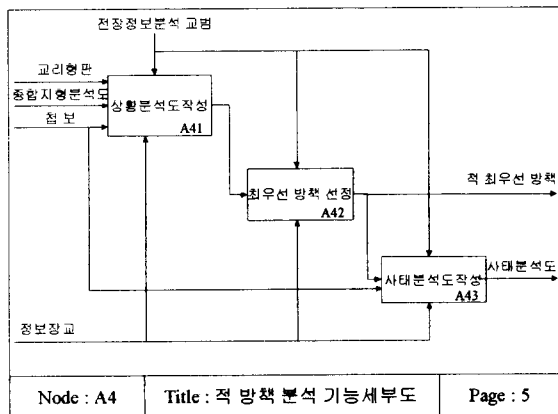 전장정보분석 교범
교리형판
종합지형분석도
첩 보
상황분석도작성
A41
최우선 방책 선정
A42
적 최우선 방책
사태분석도작성
A43
사태분석도
정보장교
Node : A4
Title : 적 방책 분석 기능세부도
Page : 5